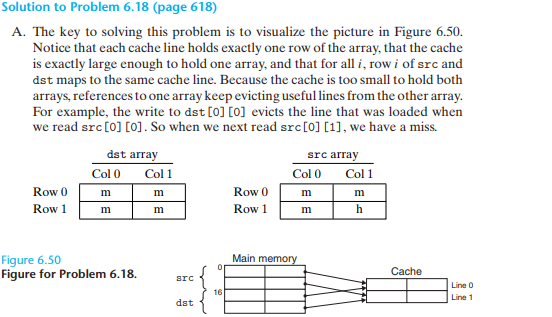 Solution to Problem 6.18 (page 618)
A. The key to solving this problem is to visualize the picture in Figure 6.50.
Notice that each cache line holds exactly one row of the array, that the cache
is exactly large enough to hold one array, and that for all i, row i of src and
dst maps to the same cache line. Because the cache is too small to hold both
arrays, references to one array keep evicting useful lines from the other array.
For example, the write to dst[0][0] evicts the line that was loaded when
we read src[0][0]. So when we next read src[0][1], we have a miss.
dst array src array
Col 0 Col 1 Col 0 Col 1
Row 0 m m Row 0 m m
Row 1 m m Row 1 m h
Figure 6.50
Figure for Problem 6.18.
Main memory
0
src
16
dst
Cache
Line 0
Line 1